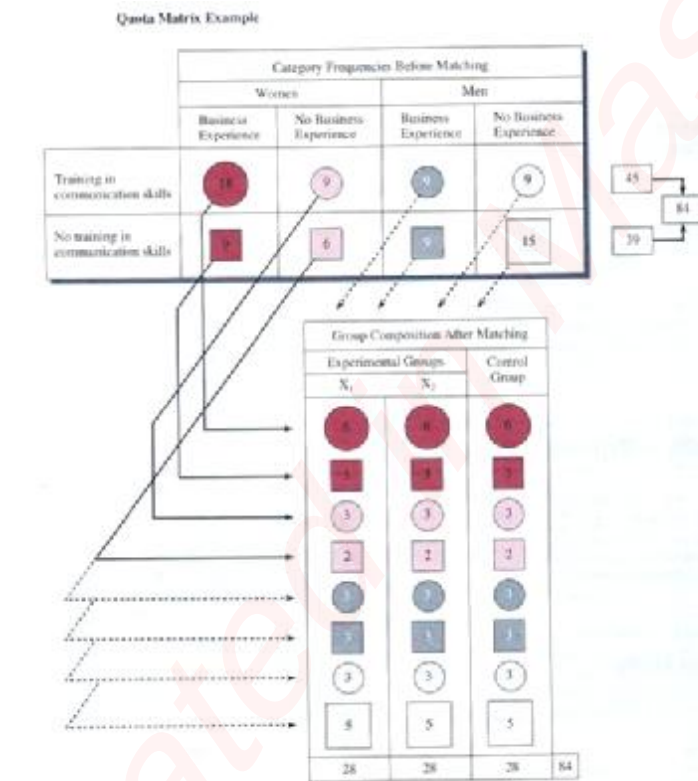 Quota Matrix Example
Category Frequencies Before Matching
Women Men
Business Experience No Business Experience Business Experience No Business Experience
Training in communication skills 18 9 9 9
No training in communication skills 9 6 9 15
45
84
39
Group Composition After Matching
Experimental Groups Control Group
X₁ X₂
6 6 6
3 3 3
3 3 3
2 2 2
3 3 3
3 3 3
3 3 3
5 5
28 28 28 84